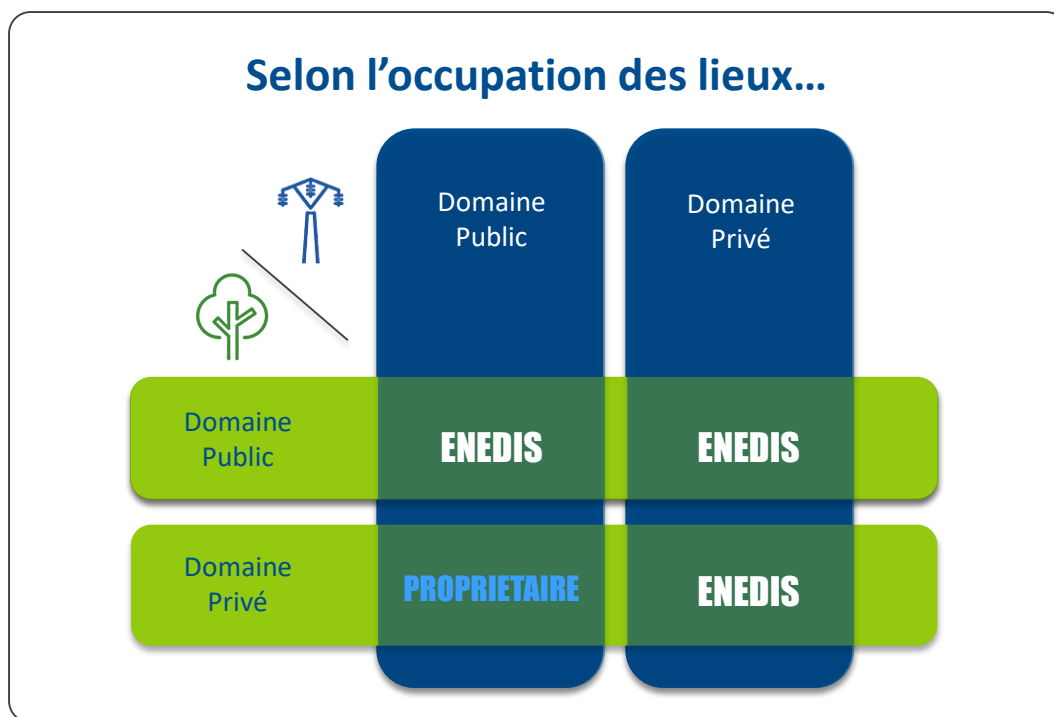 Selon l’occupation des lieux…
Domaine
Public
Domaine
Privé
Domaine
Public
ENEDIS
ENEDIS
Domaine
Privé
PROPRIETAIRE
ENEDIS